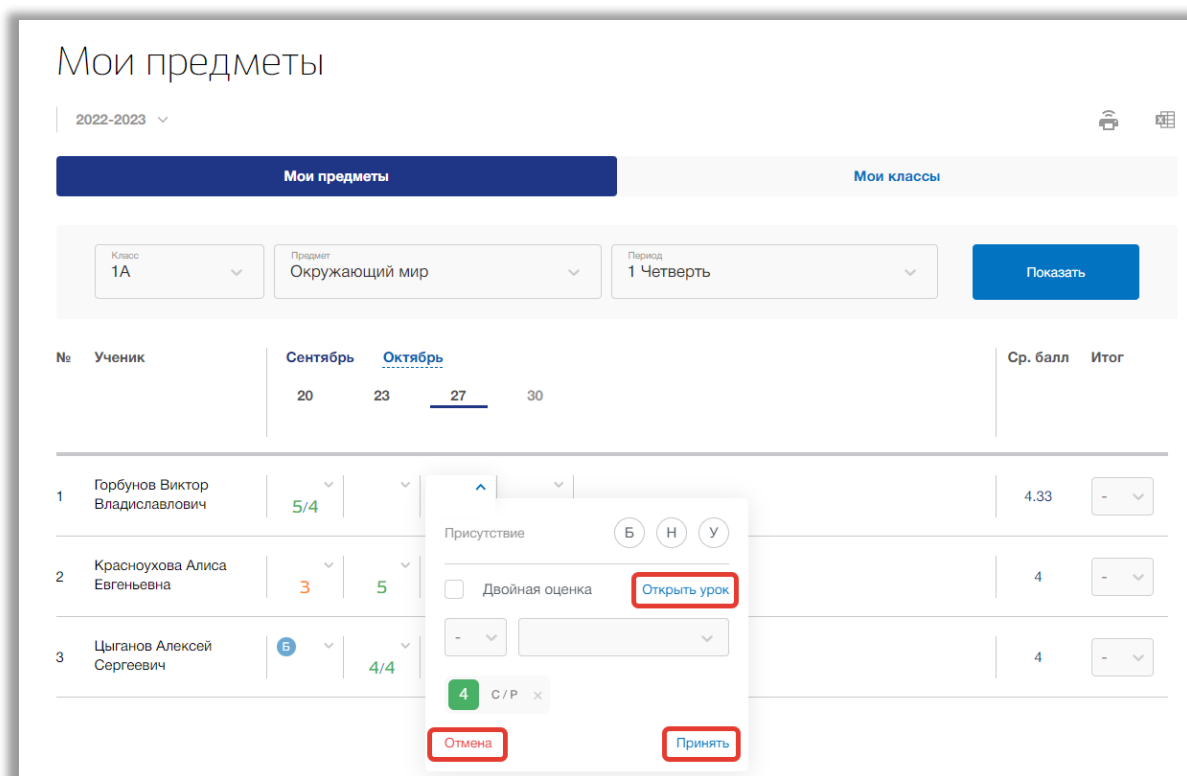 Мои предметы
2022-2023
Мои предметы Мои классы
Класс Предмет Период
1А Окружающий мир 1 Четверть Показать
№ Ученик Сентябрь Октябрь Ср. балл Итог
20 23 27 30
1 Горбунов Виктор
Владиславович 5/4 4.33 -
Присутствие Б Н У
2 Красноухова Алиса
Евгеньевна 3 5 4 -
Двойная оценка Открыть урок
-
3 Цыганов Алексей
Сергеевич Б 4/4 4 -
4 С/Р ×
Отмена Принять